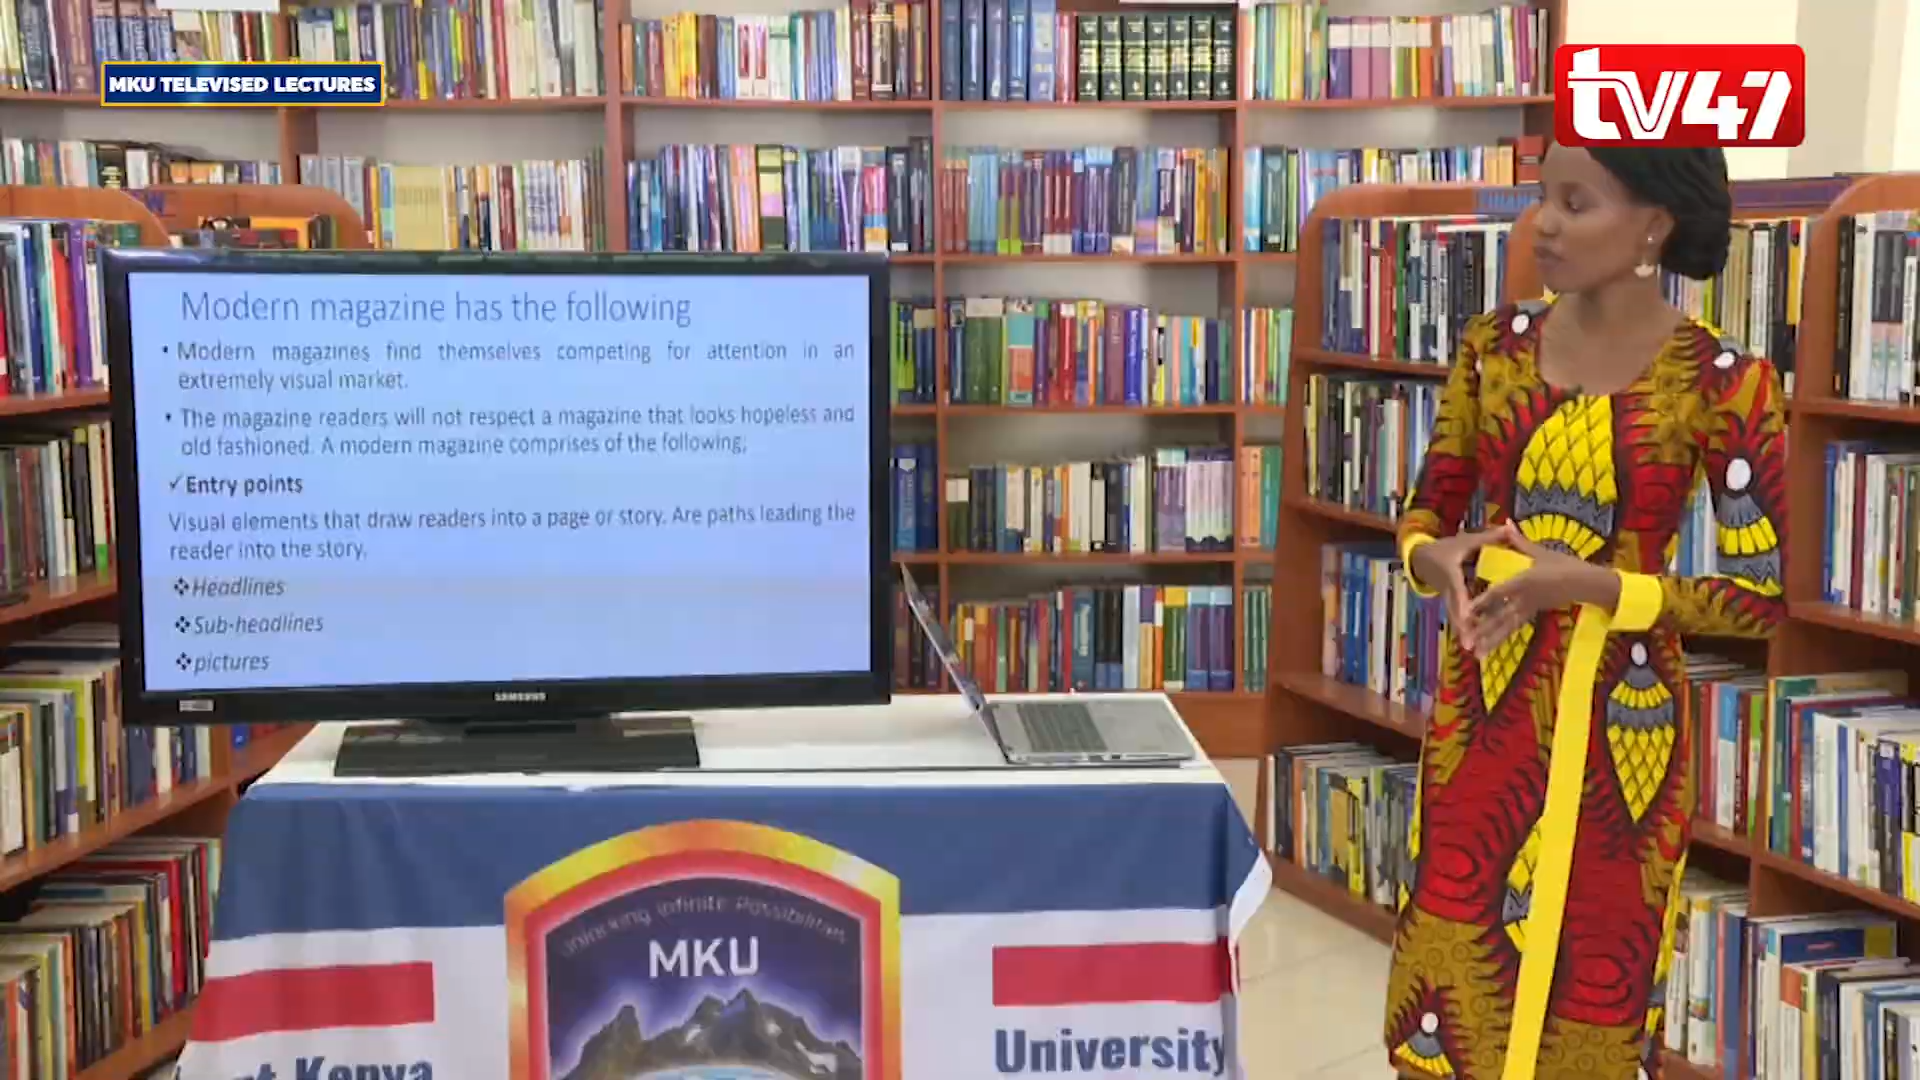 MKU TELEVISED LECTURES
tv47
Modern magazine has the following
• Modern magazines find themselves competing for attention in an
extremely visual market.
• The magazine readers will not respect a magazine that looks hopeless and
old fashioned. A modern magazine comprises of the following;
✓Entry points
Visual elements that draw readers into a page or story. Are paths leading the
reader into the story.
❖Headlines
❖Sub-headlines
❖pictures
SAMSUNG
Infinite Possibilities
MKU
Kenya
University